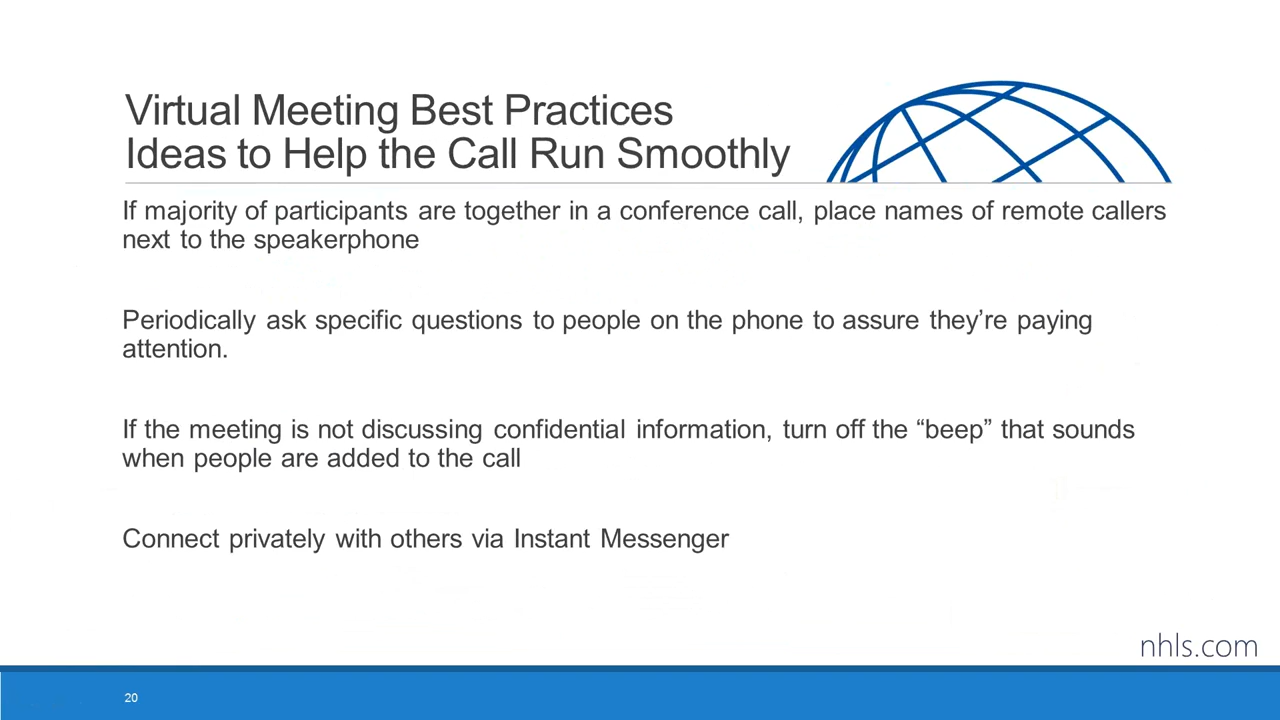 Virtual Meeting Best Practices
Ideas to Help the Call Run Smoothly
If majority of participants are together in a conference call, place names of remote callers
next to the speakerphone
Periodically ask specific questions to people on the phone to assure they’re paying
attention.
If the meeting is not discussing confidential information, turn off the “beep” that sounds
when people are added to the call
Connect privately with others via Instant Messenger
nhls.com
20